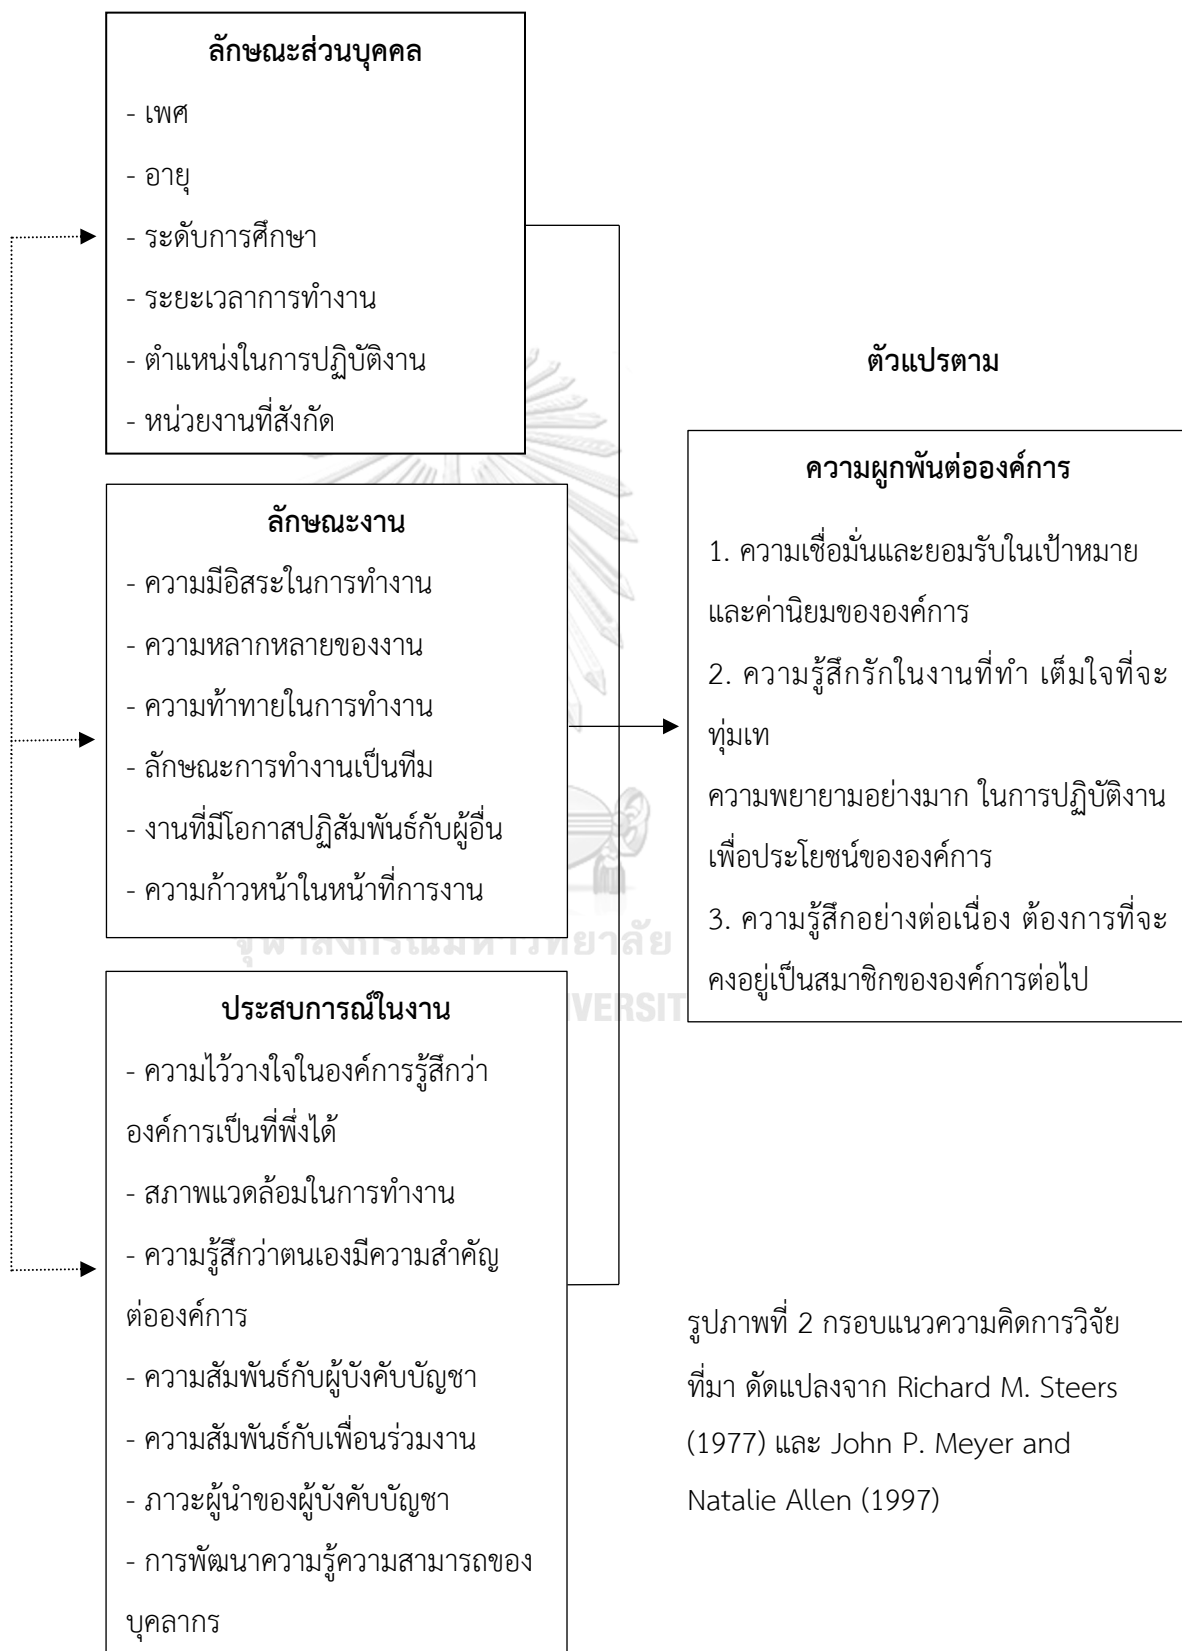 ลักษณะส่วนบุคคล
- เพศ
- อายุ
- ระดับการศึกษา
- ระยะเวลาการทำงาน
- ตำแหน่งในการปฏิบัติงาน
- หน่วยงานที่สังกัด
ลักษณะงาน
- ความมีอิสระในการทำงาน
- ความหลากหลายของงาน
- ความท้าทายในการทำงาน
- ลักษณะการทำงานเป็นทีม
- งานที่มีโอกาสปฏิสัมพันธ์กับผู้อื่น
- ความก้าวหน้าในหน้าที่การงาน
จุฬาลงกรณ์มหาวิทยาลัย
VERSIT
ประสบการณ์ในงาน
- ความไว้วางใจในองค์การรู้สึกว่า
องค์การเป็นที่พึ่งได้
- สภาพแวดล้อมในการทำงาน
- ความรู้สึกว่าตนเองมีความสำคัญ
ต่อองค์การ
- ความสัมพันธ์กับผู้บังคับบัญชา
- ความสัมพันธ์กับเพื่อนร่วมงาน
- ภาวะผู้นำของผู้บังคับบัญชา
- การพัฒนาความรู้ความสามารถของ
บุคลากร
ตัวแปรตาม
ความผูกพันต่อองค์การ
1. ความเชื่อมั่นและยอมรับในเป้าหมาย
และค่านิยมขององค์การ
2. ความรู้สึกรักในงานที่ทำ เต็มใจที่จะ
ทุ่มเท
ความพยายามอย่างมาก ในการปฏิบัติงาน
เพื่อประโยชน์ขององค์การ
3. ความรู้สึกอย่างต่อเนื่อง ต้องการที่จะ
คงอยู่เป็นสมาชิกขององค์การต่อไป
รูปภาพที่ 2 กรอบแนวความคิดการวิจัย
ที่มา ดัดแปลงจาก Richard M. Steers
(1977) และ John P. Meyer and
Natalie Allen (1997)